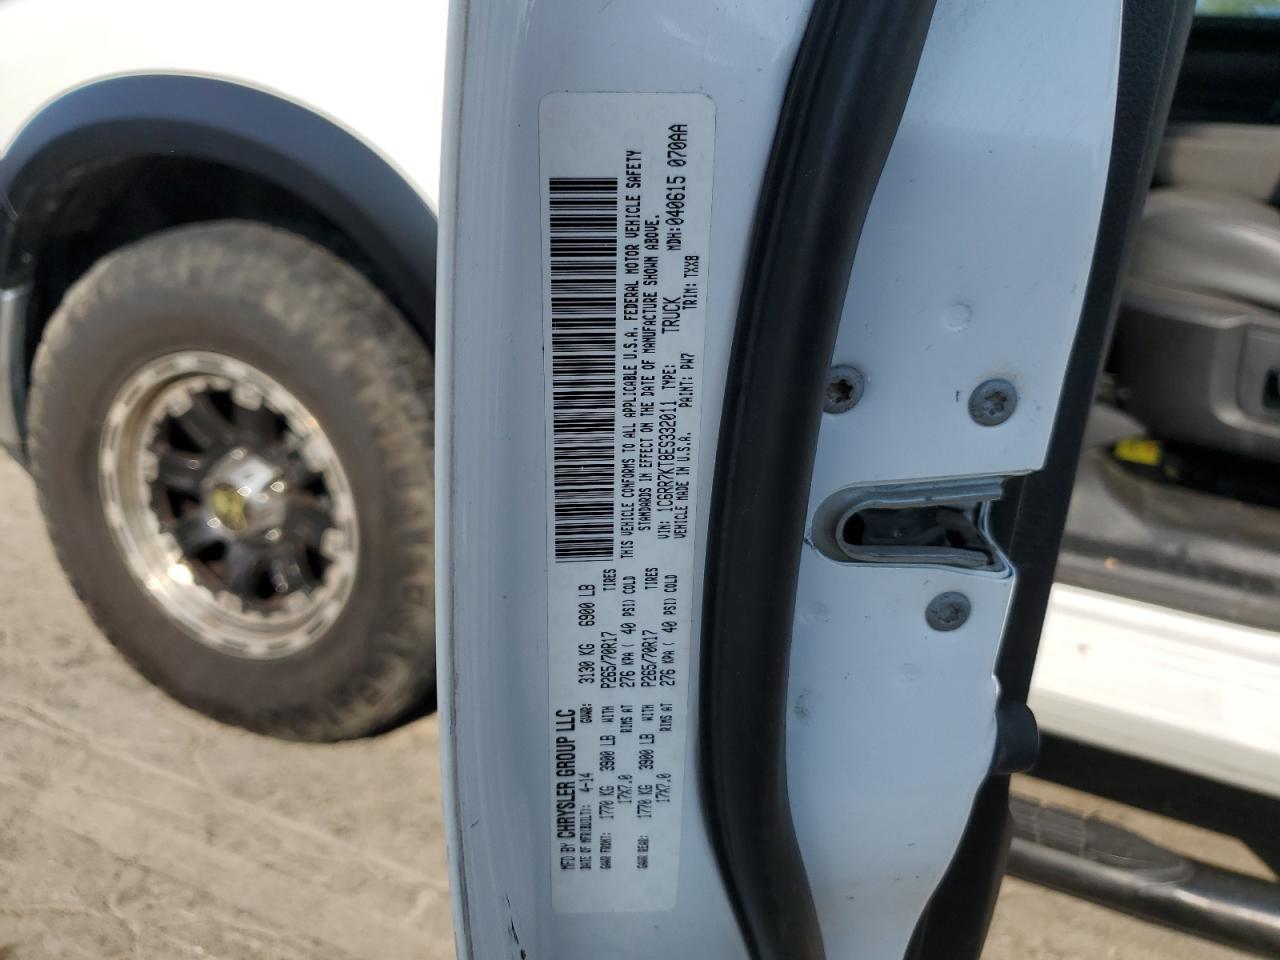 MFD BY CHRYSLER GROUP LLC
DATE OF MFR(BUILT): 4-14 GVWR: 3130 KG 6900 LB
GAWR FRONT: 1770 KG 3900 LB WITH P265/70R17 TIRES
17X7.0 RIMS AT 276 KPA ( 40 PSI) COLD
GAWR REAR: 1770 KG 3900 LB WITH P265/70R17 TIRES
17X7.0 RIMS AT 276 KPA ( 40 PSI) COLD
THIS VEHICLE CONFORMS TO ALL APPLICABLE U.S.A. FEDERAL MOTOR VEHICLE SAFETY
STANDARDS IN EFFECT ON THE DATE OF MANUFACTURE SHOWN ABOVE.
VIN: 1C6RR7KT8ES332011 TYPE: TRUCK MDH:040615 070AA
VEHICLE MADE IN U.S.A. PAINT: PW7 TRIM: TXX8